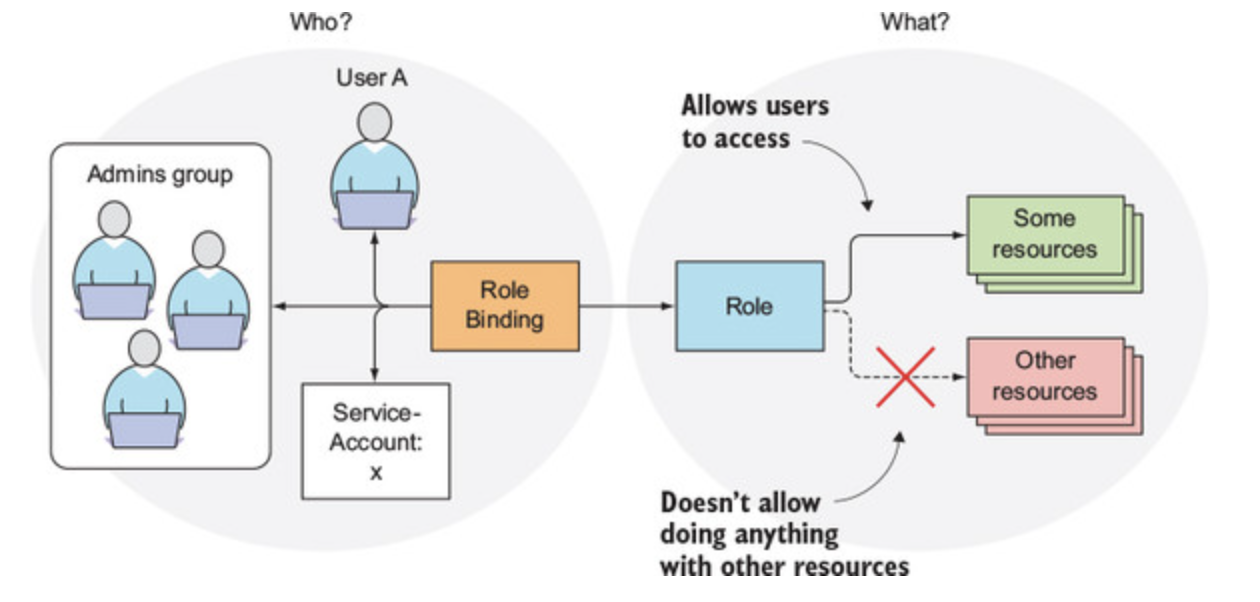 Who?
What?
User A
Allows users
to access
Admins group
Some
resources
Role
Binding
Role
Other
resources
Service-
Account:
x
Doesn't allow
doing anything
with other resources